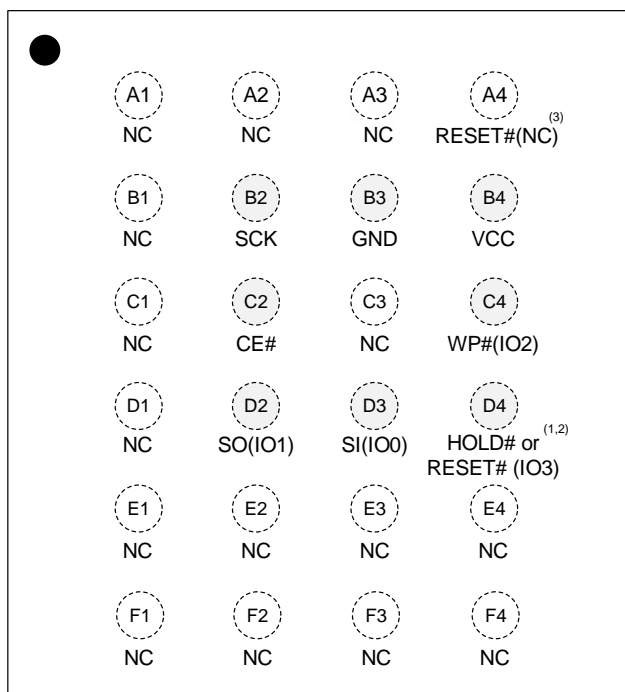 A1 A2 A3 A4
NC NC NC RESET#(NC) (3)
B1 B2 B3 B4
NC SCK GND VCC
C1 C2 C3 C4
NC CE# NC WP#(IO2)
D1 D2 D3 D4
NC SO(IO1) SI(IO0) HOLD# or (1,2)
RESET# (IO3)
E1 E2 E3 E4
NC NC NC NC
F1 F2 F3 F4
NC NC NC NC